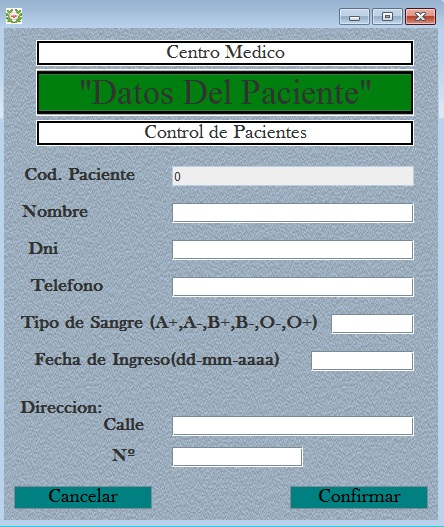 Centro Medico
"Datos Del Paciente"
Control de Pacientes
Cod. Paciente 0
Nombre
Dni
Telefono
Tipo de Sangre (A+,A-,B+,B-,O-,O+)
Fecha de Ingreso(dd-mm-aaaa)
Direccion:
Calle
Nº
Cancelar Confirmar